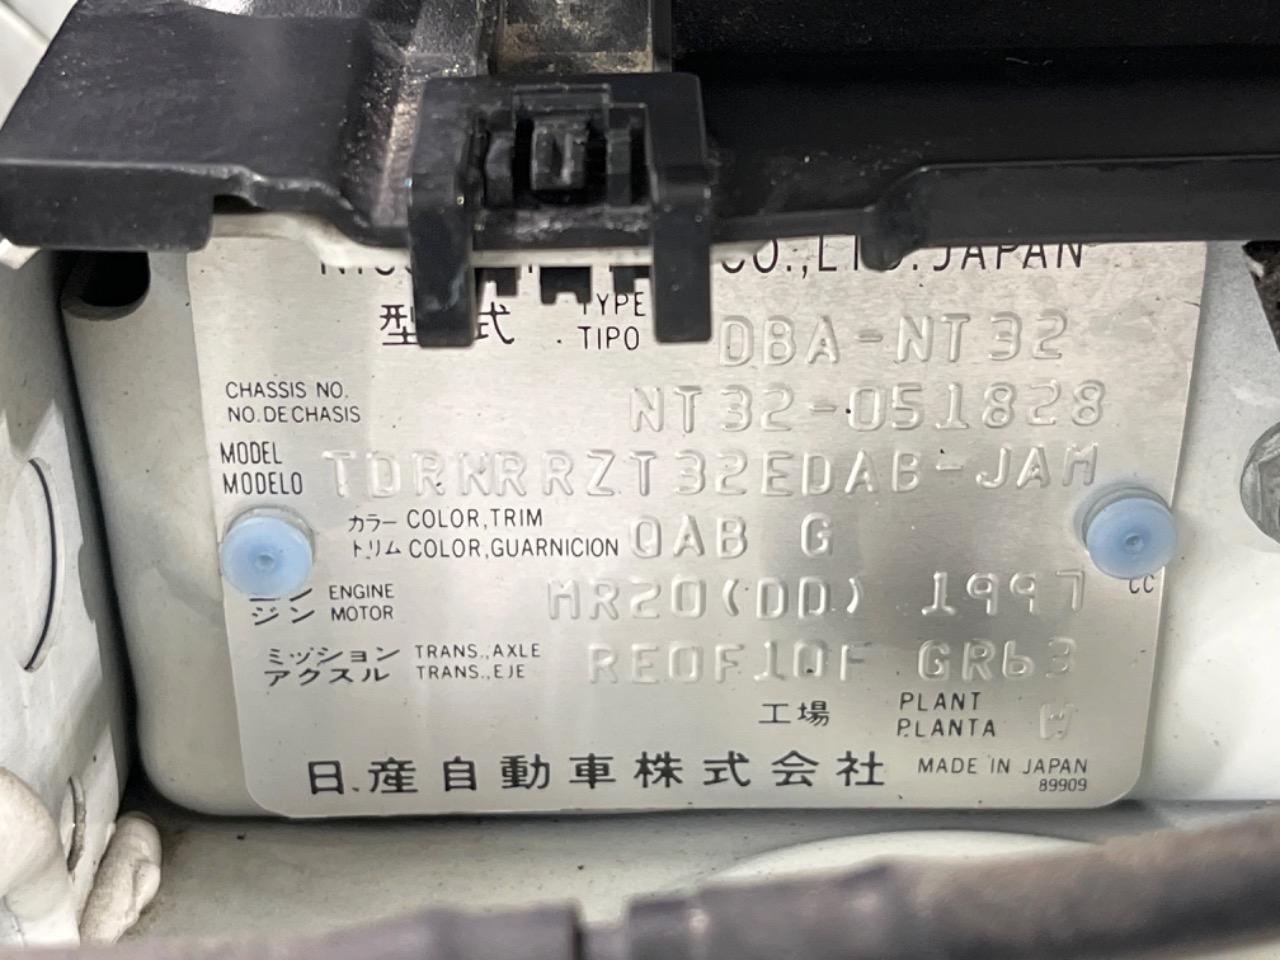 CO.,LTD. JAPAN
型式 TYPE TIPO DBA-NT32
CHASSIS NO. NO. DE CHASIS NT32-051828
MODEL MODELO TDRNRRZT32EDAB-JAM
カラー COLOR, TRIM
トリム COLOR, GUARNICION QAB G
ン ENGINE
ジン MOTOR MR20(DD) 1997 CC
ミッション TRANS., AXLE
アクスル TRANS., EJE RE0F10F GR63
工場 PLANT PLANTA W
日産自動車株式会社 MADE IN JAPAN
89909